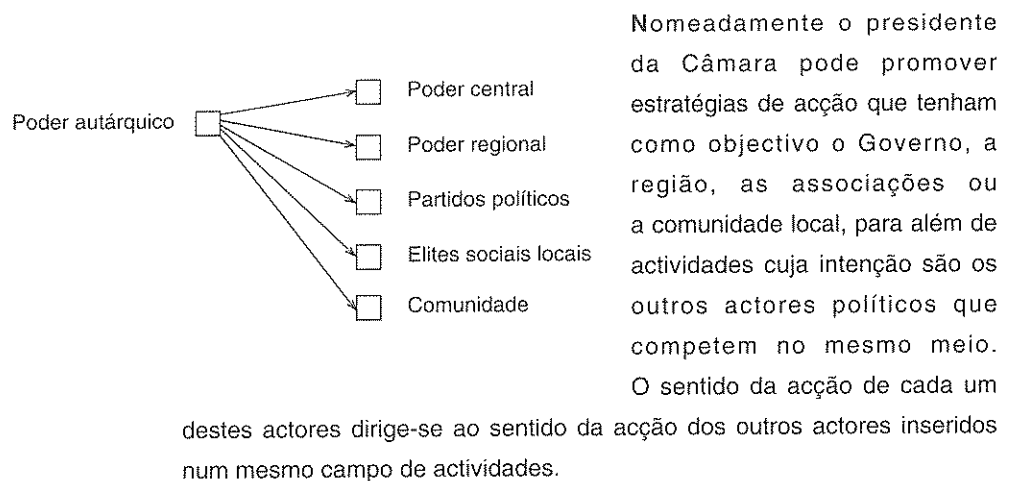 Poder autárquico
Poder central
Poder regional
Partidos políticos
Elites sociais locais
Comunidade
Nomeadamente o presidente
da Câmara pode promover
estratégias de acção que tenham
como objectivo o Governo, a
região, as associações ou
a comunidade local, para além de
actividades cuja intenção são os
outros actores políticos que
competem no mesmo meio.
O sentido da acção de cada um
destes actores dirige-se ao sentido da acção dos outros actores inseridos
num mesmo campo de actividades.